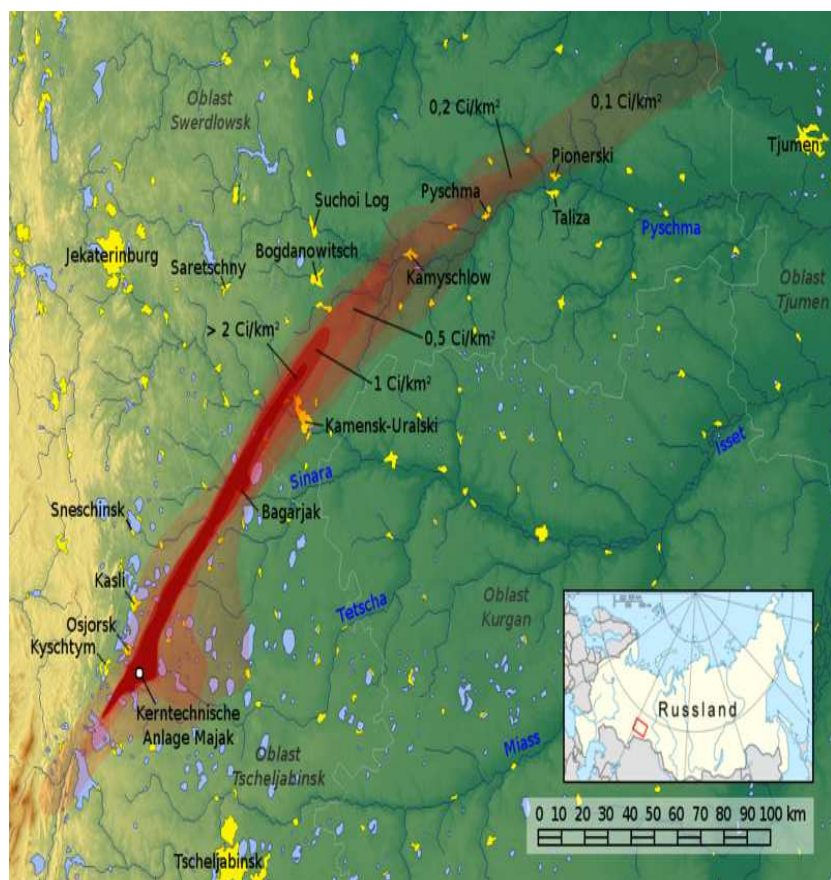 Oblast
Swerdlowsk
0,2 Ci/km²
0,1 Ci/km²
Tjumen
Pionerski
Suchoi Log
Pyschma
Taliza
Pyschma
Jekaterinburg
Bogdanowitsch
Saretschny
Kamyschlow
Oblast
Tjumen
> 2 Ci/km²
0,5 Ci/km²
1 Ci/km²
Kamensk-Uralski
Isset
Sinara
Sneschinsk
Bagarjak
Kasli
Tetscha
Oblast
Kurgan
Osjorsk
Kyschtym
Kerntechnische
Anlage Majak
Russland
Miass
Oblast
Tscheljabinsk
0 10 20 30 40 50 60 70 80 90 100 km
Tscheljabinsk